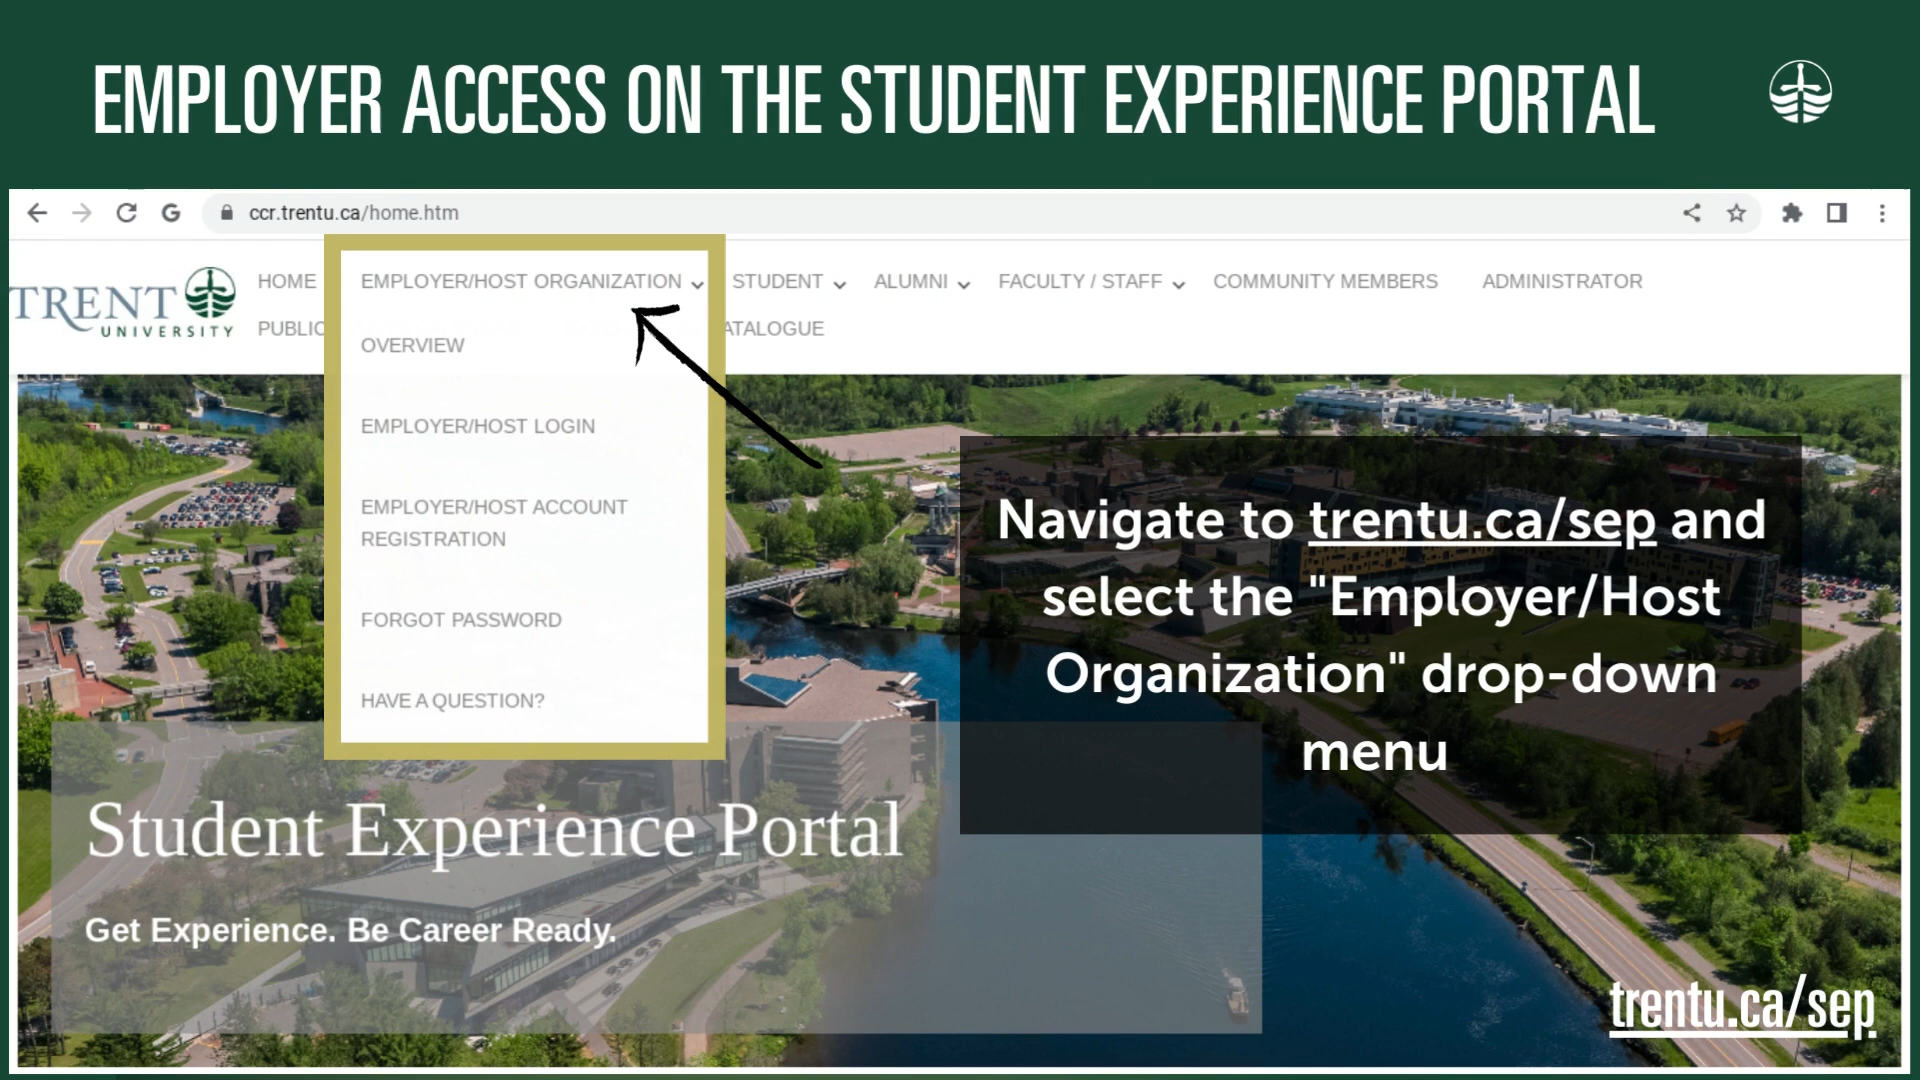 EMPLOYER ACCESS ON THE STUDENT EXPERIENCE PORTAL
ccr.trentu.ca/home.htm
TRENT
UNIVERSITY
HOME
EMPLOYER/HOST ORGANIZATION
STUDENT
ALUMNI
FACULTY / STAFF
COMMUNITY MEMBERS
ADMINISTRATOR
PUBLIC
ATALOGUE
OVERVIEW
EMPLOYER/HOST LOGIN
EMPLOYER/HOST ACCOUNT
REGISTRATION
FORGOT PASSWORD
HAVE A QUESTION?
Navigate to trentu.ca/sep and
select the "Employer/Host
Organization" drop-down
menu
Student Experience Portal
Get Experience. Be Career Ready.
trentu.ca/sep